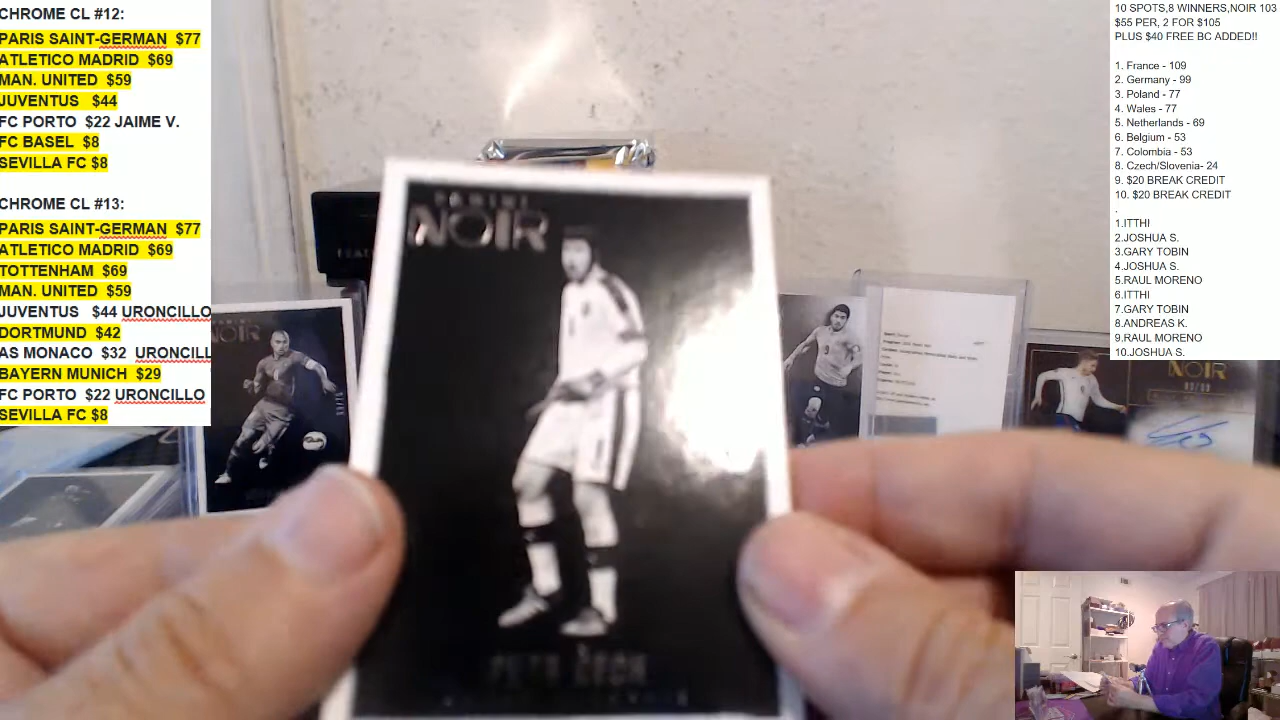 CHROME CL #12:
PARIS SAINT-GERMAN $77
ATLETICO MADRID $69
MAN. UNITED $59
JUVENTUS $44
FC PORTO $22 JAIME V.
FC BASEL $8
SEVILLA FC $8
CHROME CL #13:
PARIS SAINT-GERMAN $77
ATLETICO MADRID $69
TOTTENHAM $69
MAN. UNITED $59
JUVENTUS $44 URONCILLO
DORTMUND $42
AS MONACO $32 URONCILL
BAYERN MUNICH $29
FC PORTO $22 URONCILLO
SEVILLA FC $8
PANINI
NOIR
PETR CECH
NOIR
NOIR
10 SPOTS,8 WINNERS,NOIR 103
$55 PER, 2 FOR $105
PLUS $40 FREE BC ADDED!!
1. France - 109
2. Germany - 99
3. Poland - 77
4. Wales - 77
5. Netherlands - 69
6. Belgium - 53
7. Colombia - 53
8. Czech/Slovenia- 24
9. $20 BREAK CREDIT
10. $20 BREAK CREDIT
.
1.ITTHI
2.JOSHUA S.
3.GARY TOBIN
4.JOSHUA S.
5.RAUL MORENO
6.ITTHI
7.GARY TOBIN
8.ANDREAS K.
9.RAUL MORENO
10.JOSHUA S.